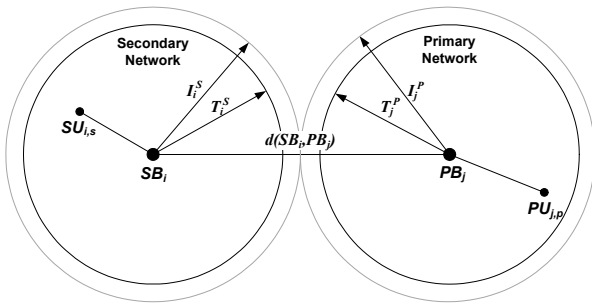 Secondary
Network
Primary
Network
I_i^S
I_j^P
T_i^S
T_j^P
SU_{i,s}
d(SB_i,PB_j)
SB_i
PB_j
PU_{j,p}